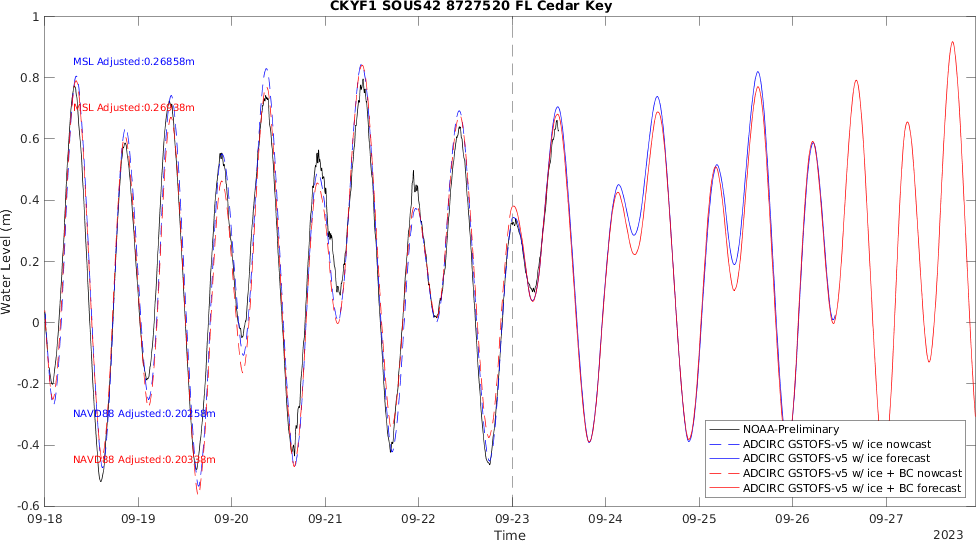 CKYF1 SOUS42 8727520 FL Cedar Key
1
0.8
0.6
0.4
0.2
0
-0.2
-0.4
-0.6
Water Level (m)
MSL Adjusted:0.26858m
MSL Adjusted:0.26938m
NAVD88 Adjusted:0.20258m
NAVD88 Adjusted:0.20338m
NOAA-Preliminary
ADCIRC GSTOFS-v5 w/ ice nowcast
ADCIRC GSTOFS-v5 w/ ice forecast
ADCIRC GSTOFS-v5 w/ ice + BC nowcast
ADCIRC GSTOFS-v5 w/ ice + BC forecast
09-18 09-19 09-20 09-21 09-22 09-23 09-24 09-25 09-26 09-27
Time
2023